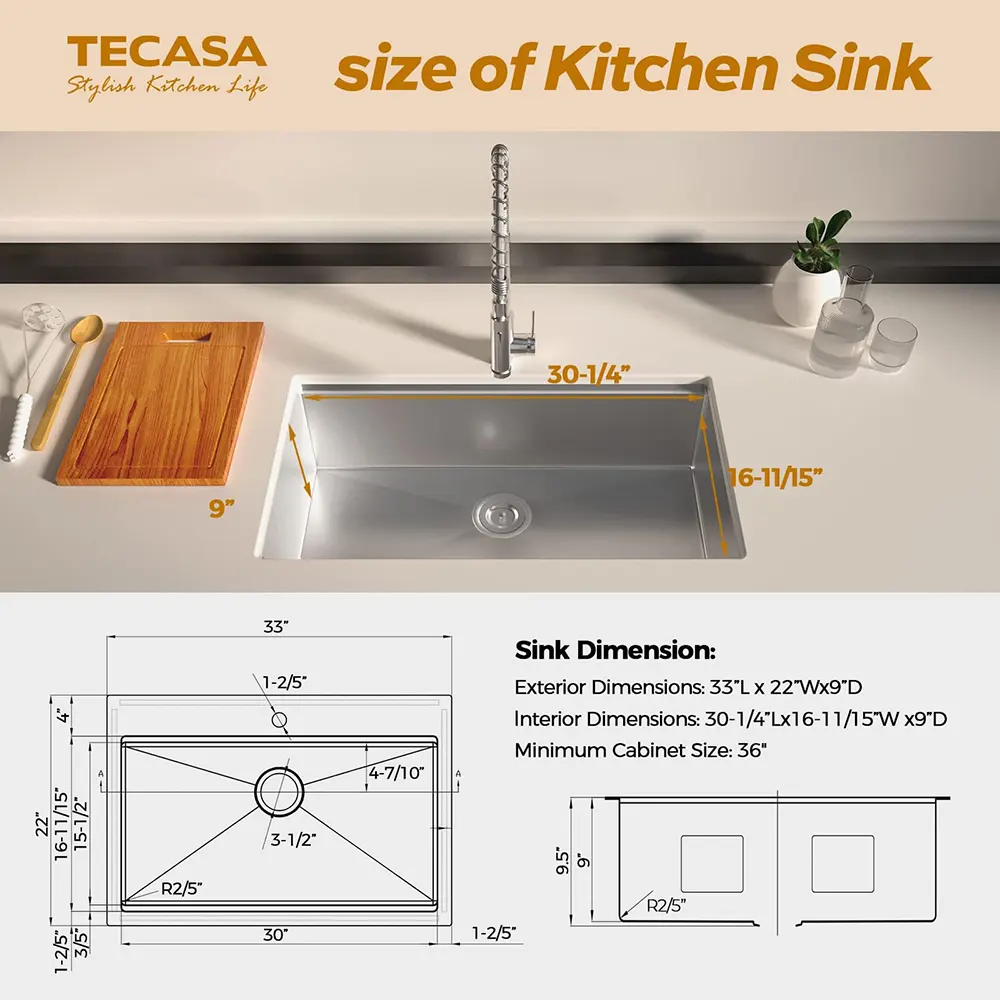 TECASA
Stylish Kitchen Life
size of Kitchen Sink
30-1/4”
16-11/15”
9”
33”
1-2/5”
4”
A
A
4-7/10”
22”
16-11/15”
15-1/2”
3-1/2”
R2/5”
1-2/5”
3/5”
30”
1-2/5”
Sink Dimension:
Exterior Dimensions: 33”L x 22”Wx9”D
Interior Dimensions: 30-1/4”Lx16-11/15”W x9”D
Minimum Cabinet Size: 36"
9.5”
9”
R2/5”